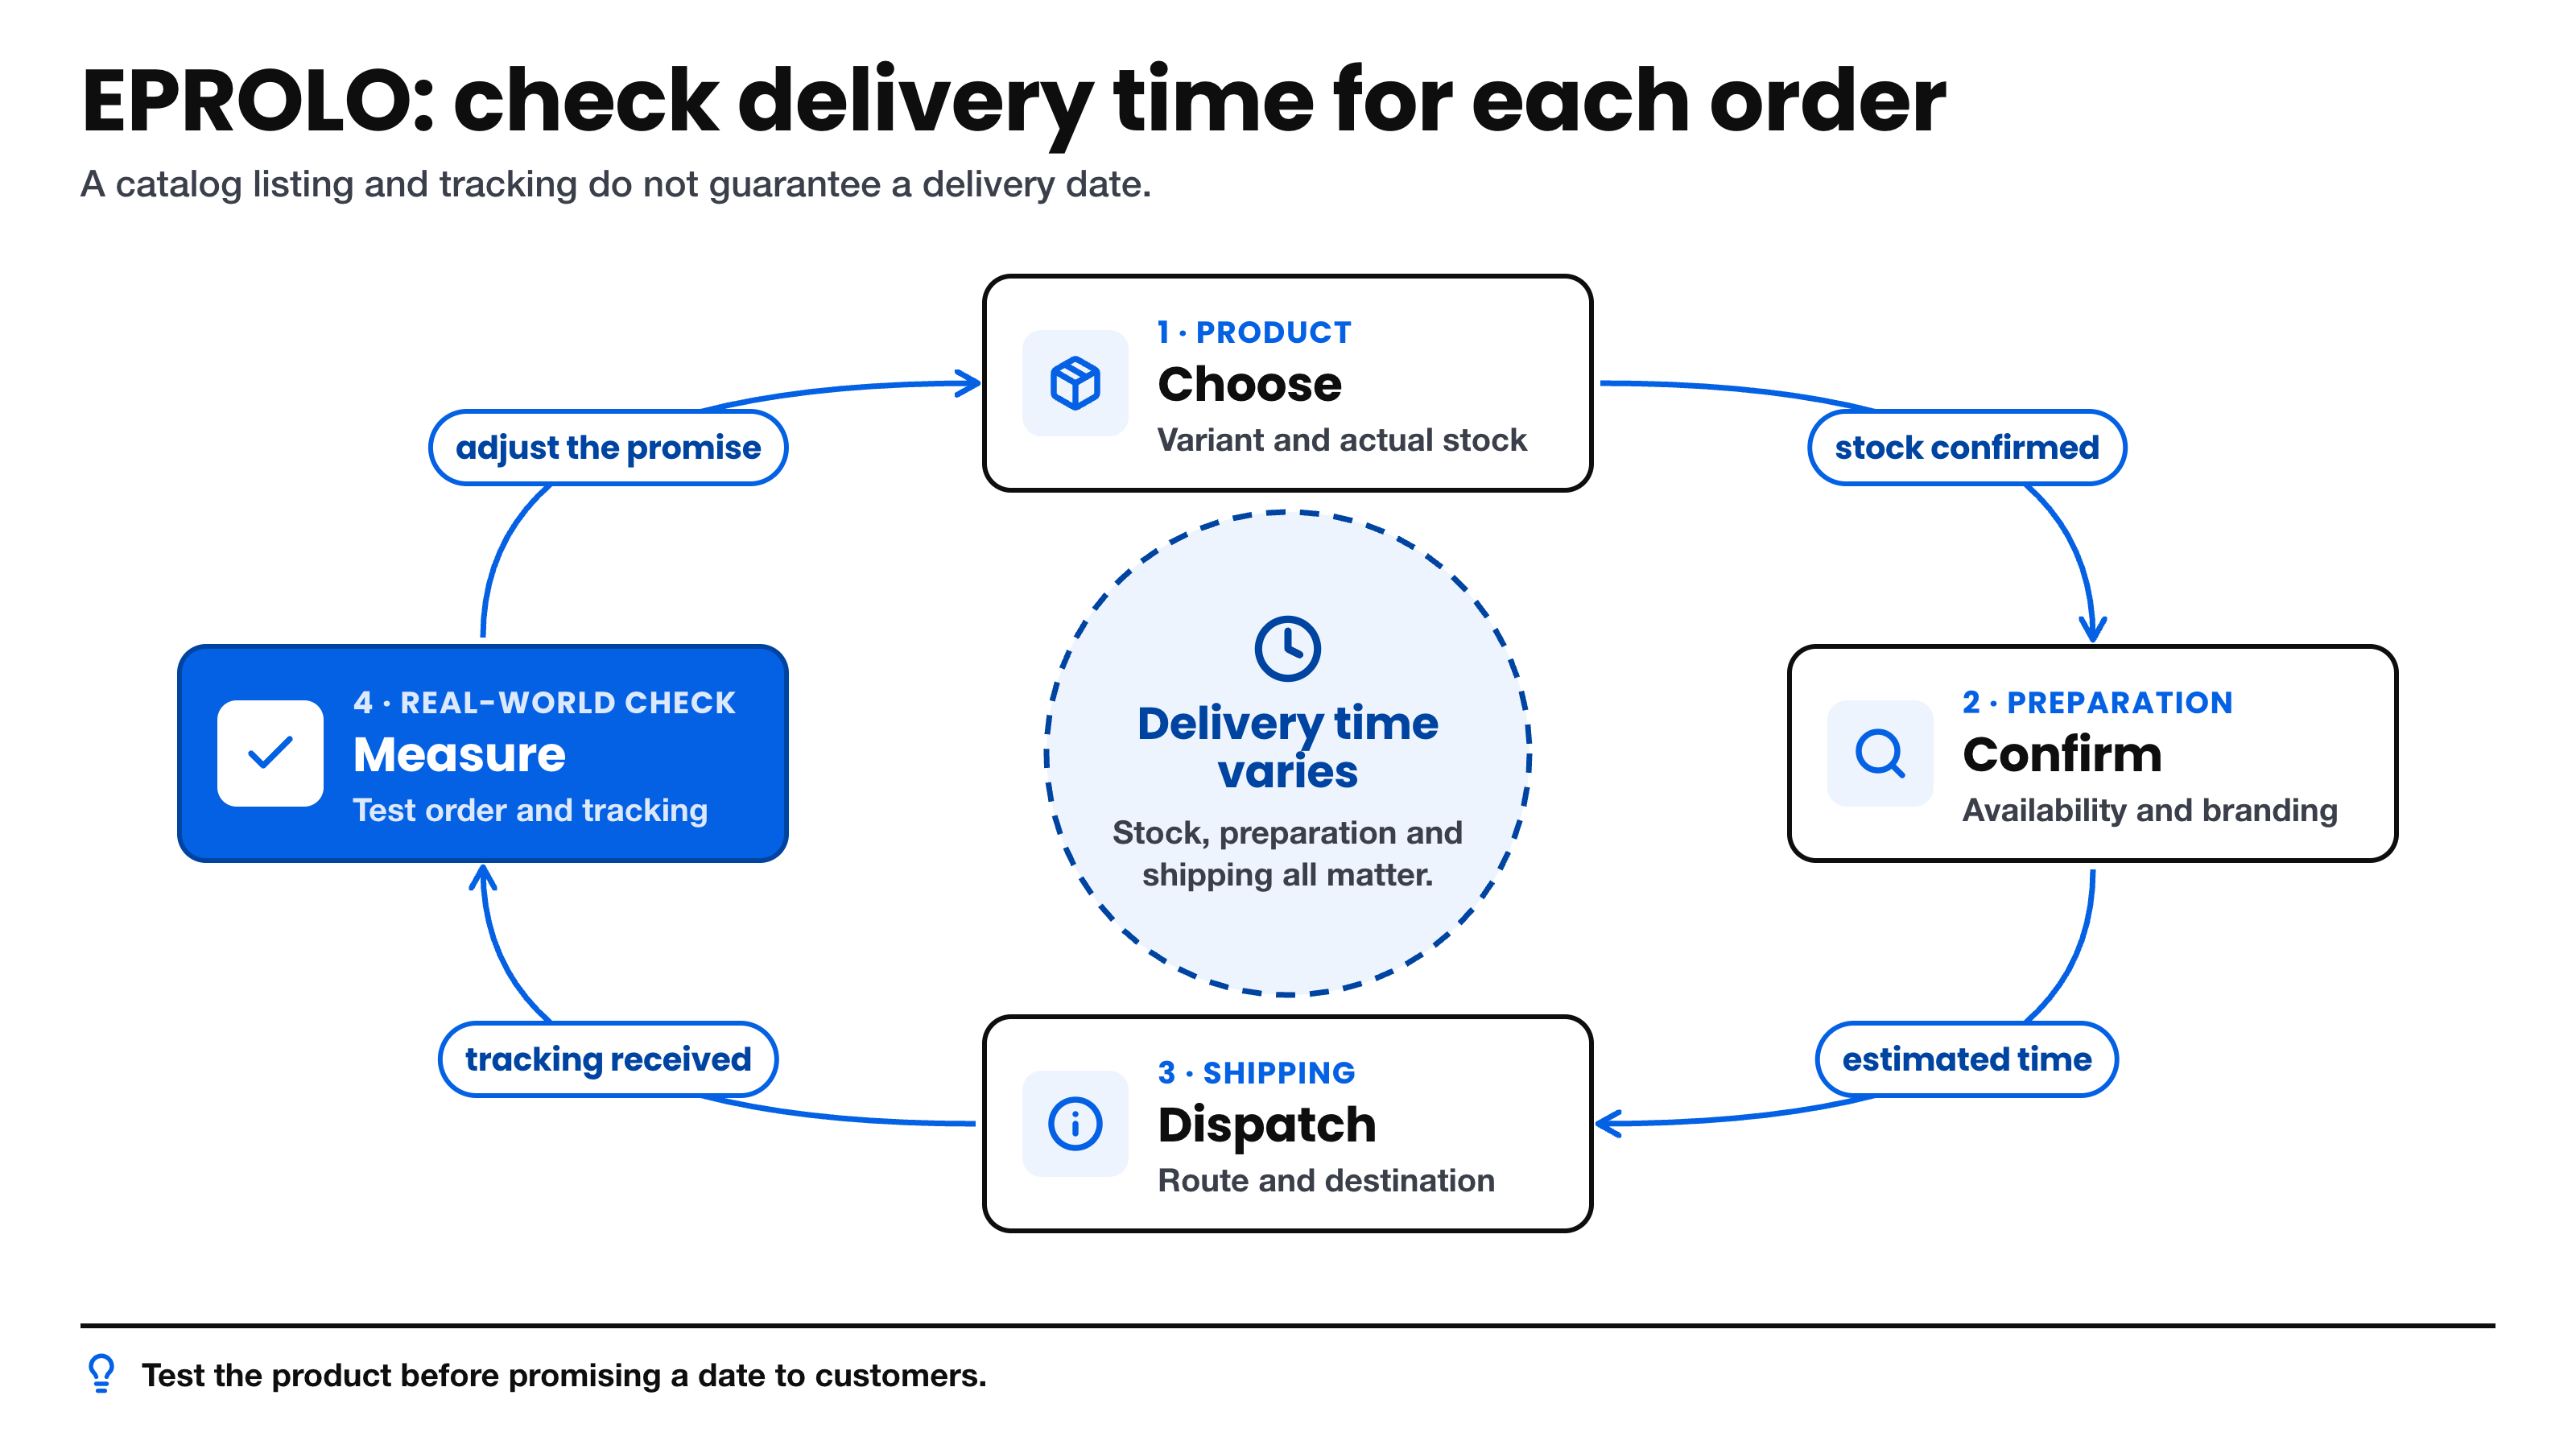 EPROLO: check delivery time for each order
A catalog listing and tracking do not guarantee a delivery date.
1 · PRODUCT
Choose
Variant and actual stock
adjust the promise
stock confirmed
4 · REAL-WORLD CHECK
Measure
Test order and tracking
Delivery time
varies
Stock, preparation and
shipping all matter.
2 · PREPARATION
Confirm
Availability and branding
tracking received
estimated time
3 · SHIPPING
Dispatch
Route and destination
Test the product before promising a date to customers.